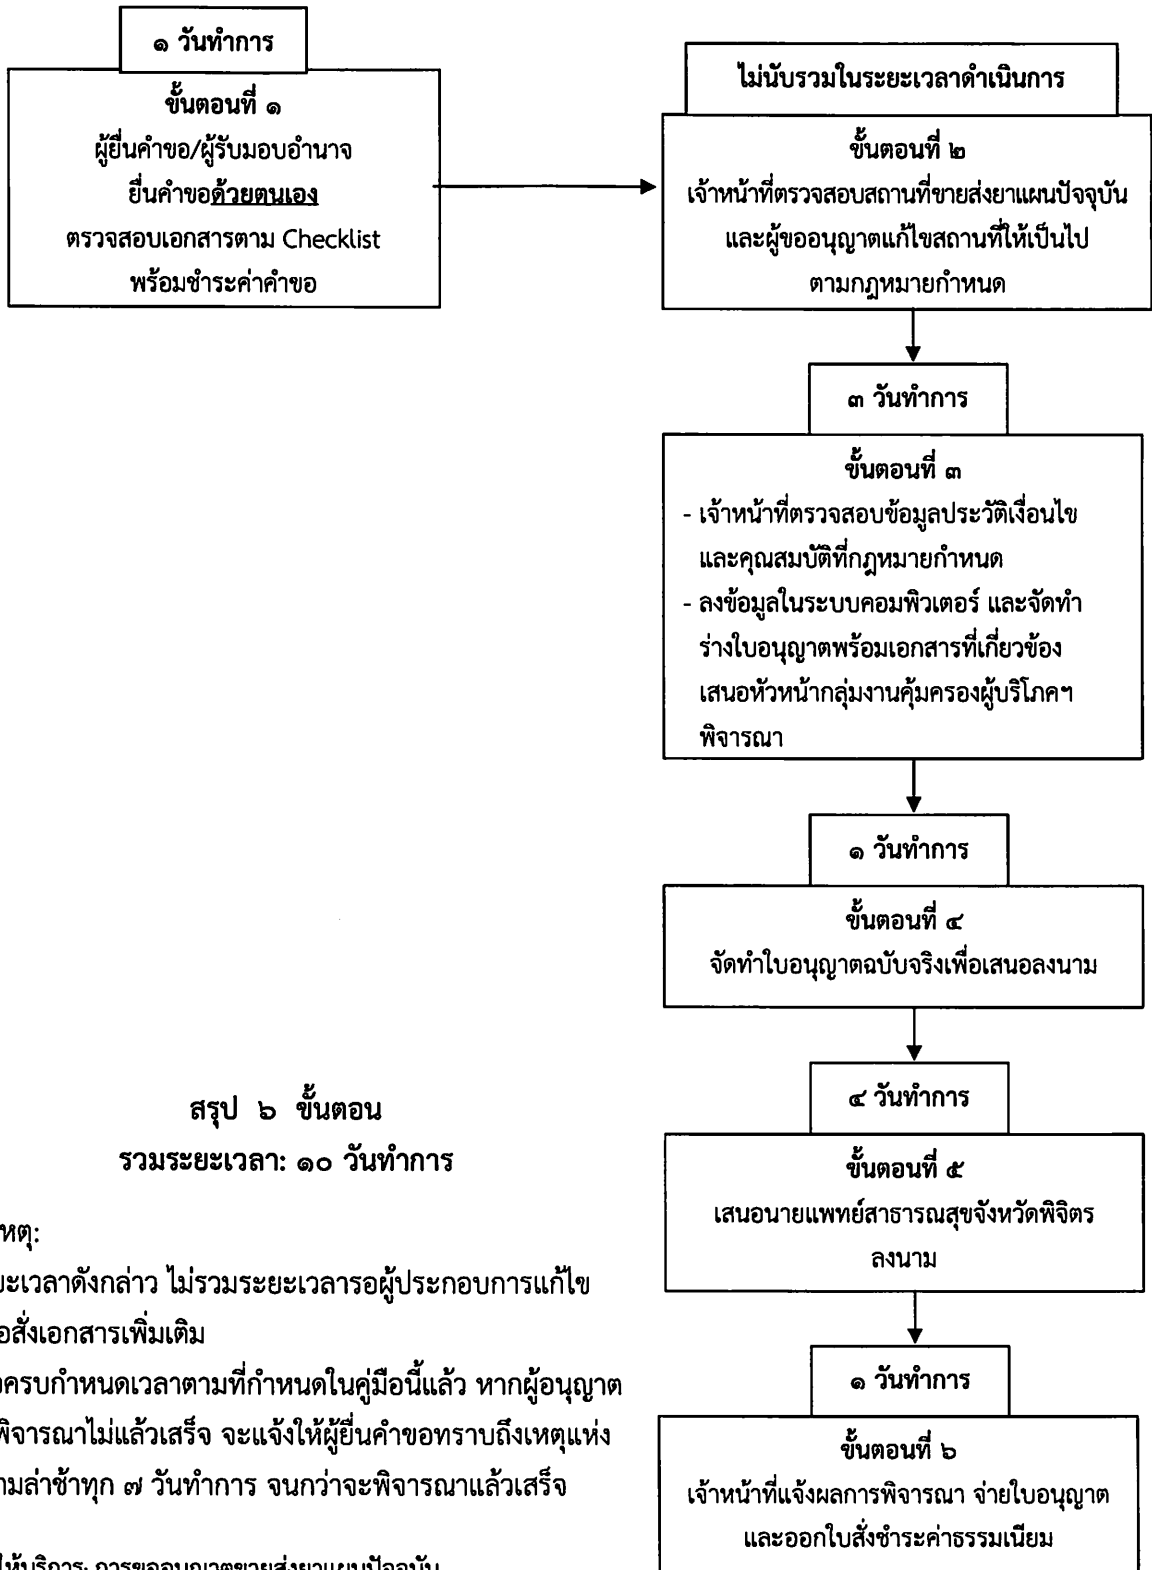 ๑ วันทำการ
ขั้นตอนที่ ๑
ผู้ยื่นคำขอ/ผู้รับมอบอำนาจ
ยื่นคำขอด้วยตนเอง
ตรวจสอบเอกสารตาม Checklist
พร้อมชำระค่าคำขอ
ไม่นับรวมในระยะเวลาดำเนินการ
ขั้นตอนที่ ๒
เจ้าหน้าที่ตรวจสอบสถานที่ขายส่งยาแผนปัจจุบัน
และผู้ขออนุญาตแก้ไขสถานที่ให้เป็นไป
ตามกฎหมายกำหนด
๓ วันทำการ
ขั้นตอนที่ ๓
- เจ้าหน้าที่ตรวจสอบข้อมูลประวัติเงื่อนไข
และคุณสมบัติที่กฎหมายกำหนด
- ลงข้อมูลในระบบคอมพิวเตอร์ และจัดทำ
ร่างใบอนุญาตพร้อมเอกสารที่เกี่ยวข้อง
เสนอหัวหน้ากลุ่มงานคุ้มครองผู้บริโภคฯ
พิจารณา
๑ วันทำการ
ขั้นตอนที่ ๔
จัดทำใบอนุญาตฉบับจริงเพื่อเสนอลงนาม
๔ วันทำการ
ขั้นตอนที่ ๕
เสนอนายแพทย์สาธารณสุขจังหวัดพิจิตร
ลงนาม
๑ วันทำการ
ขั้นตอนที่ ๖
เจ้าหน้าที่แจ้งผลการพิจารณา จ่ายใบอนุญาต
และออกใบสั่งชำระค่าธรรมเนียม
สรุป ๖ ขั้นตอน
รวมระยะเวลา: ๑๐ วันทำการ
เหตุ:
ยะเวลาดังกล่าว ไม่รวมระยะเวลารอผู้ประกอบการแก้ไข
อสั่งเอกสารเพิ่มเติม
ครบกำหนดเวลาตามที่กำหนดในคู่มือนี้แล้ว หากผู้อนุญาต
พิจารณาไม่แล้วเสร็จ จะแจ้งให้ผู้ยื่นคำขอทราบถึงเหตุแห่ง
ามล่าช้าทุก ๗ วันทำการ จนกว่าจะพิจารณาแล้วเสร็จ
ให้บริการ: การขออนุญาตขายส่งยาแผนปัจจุบัน